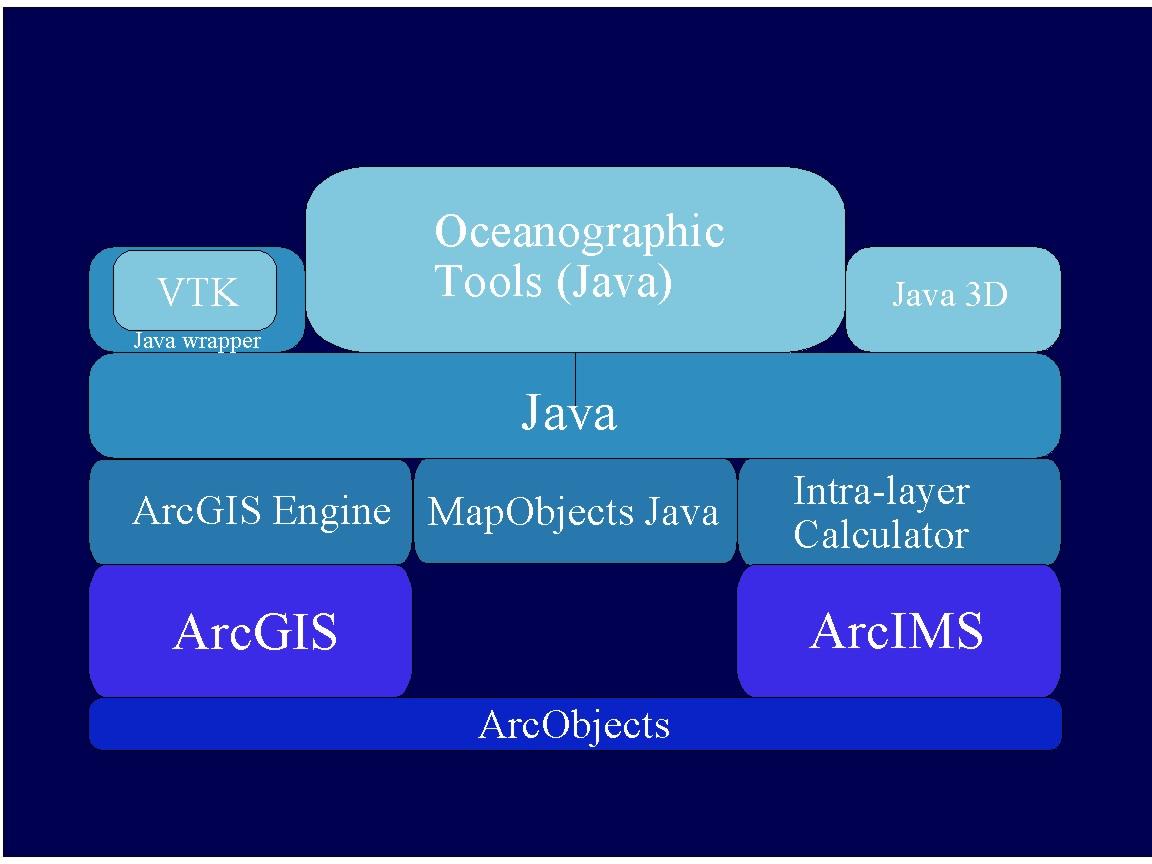 Oceanographic
Tools (Java)
VTK
Java wrapper
Java 3D
Java
ArcGIS Engine
MapObjects Java
Intra-layer
Calculator
ArcGIS
ArcIMS
ArcObjects